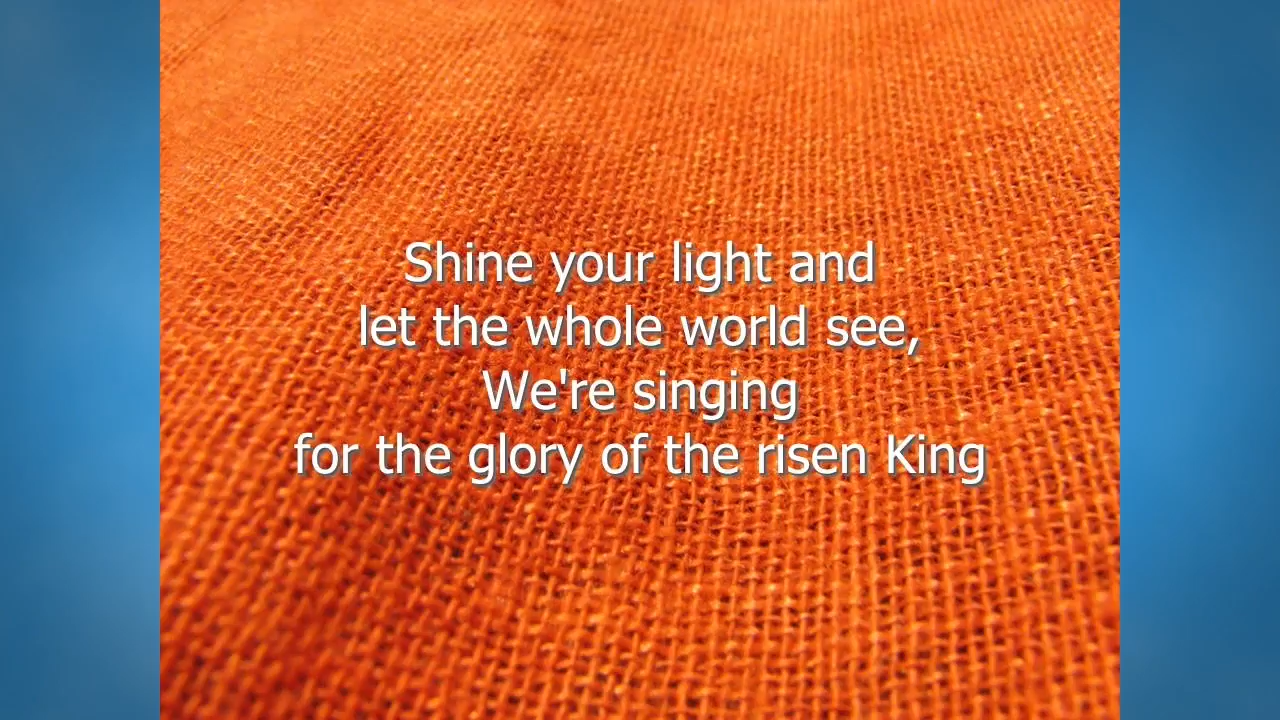 Shine your light and
let the whole world see,
We're singing
for the glory of the risen King